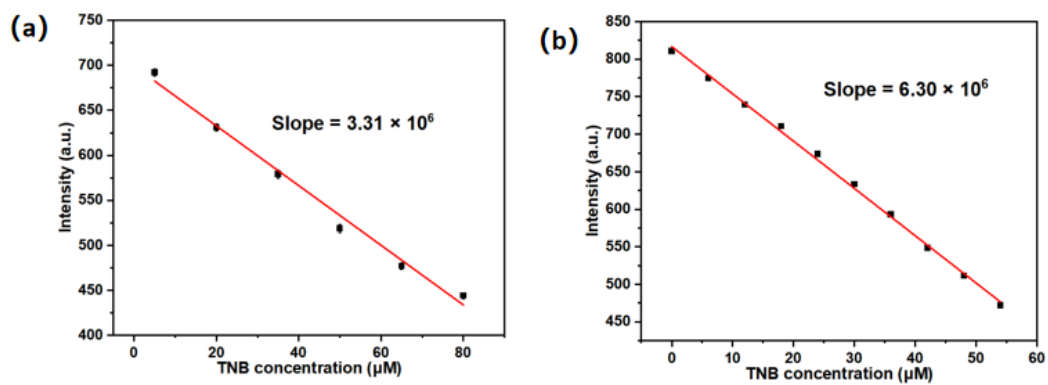 (a)
750
700
650
600
550
500
450
400
Intensity (a.u.)
Slope = 3.31 × 10⁶
0 20 40 60 80
TNB concentration (μM)
(b)
850
800
750
700
650
600
550
500
450
Intensity (a.u.)
Slope = 6.30 × 10⁶
0 10 20 30 40 50 60
TNB concentration (μM)